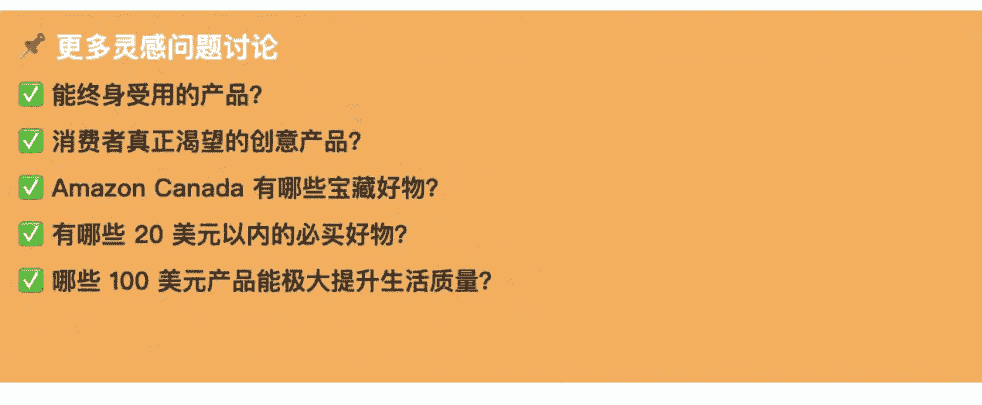 更多灵感问题讨论
能终身受用的产品?
消费者真正渴望的创意产品?
Amazon Canada 有哪些宝藏好物?
有哪些 20 美元以内的必买好物?
哪些 100 美元产品能极大提升生活质量?